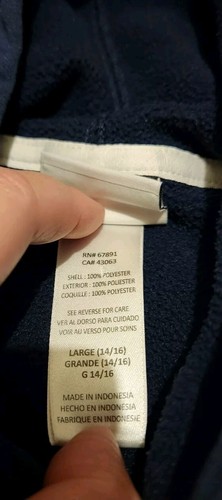 RN# 67891
CA# 43063
SHELL : 100% POLYESTER
EXTERIOR : 100% POLYESTER
COQUILLE : 100% POLYESTER
SEE REVERSE FOR CARE
VER AL DORSO PARA CUIDADO
VOIR AU VERSO POUR SOINS
LARGE (14/16)
GRANDE (14/16)
G 14/16
MADE IN INDONESIA
HECHO EN INDONESIA
FABRIQUE EN INDONESIE